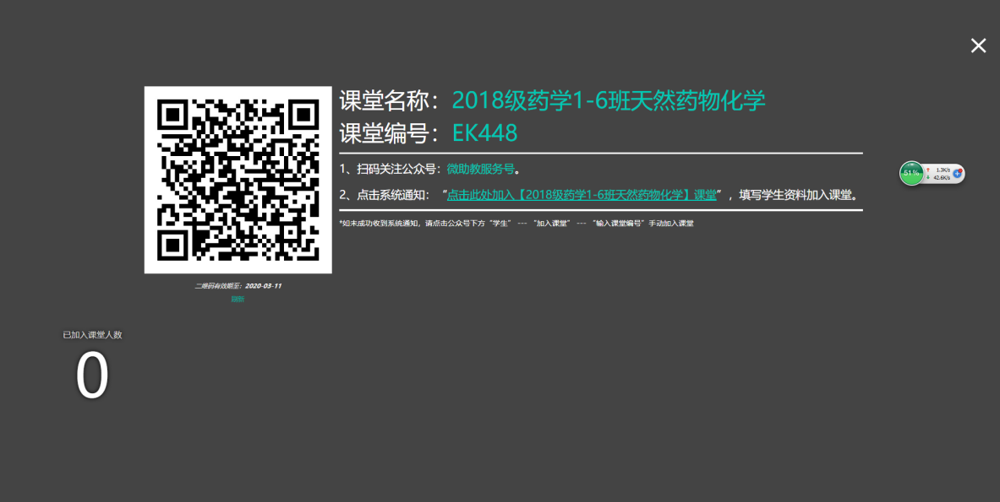 课堂名称：2018级药学1-6班天然药物化学
课堂编号：EK448
1、扫码关注公众号：微助教服务号。
2、点击系统通知：“点击此处加入【2018级药学1-6班天然药物化学】课堂”，填写学生资料加入课堂。
*如未成功收到系统通知，请点击公众号下方“学生” --- “加入课堂” --- “输入课堂编号”手动加入课堂
二维码有效期至：2020-03-11
刷新
已加入课堂人数
0
51%
↑ 1.3K/s
↓ 42.6K/s